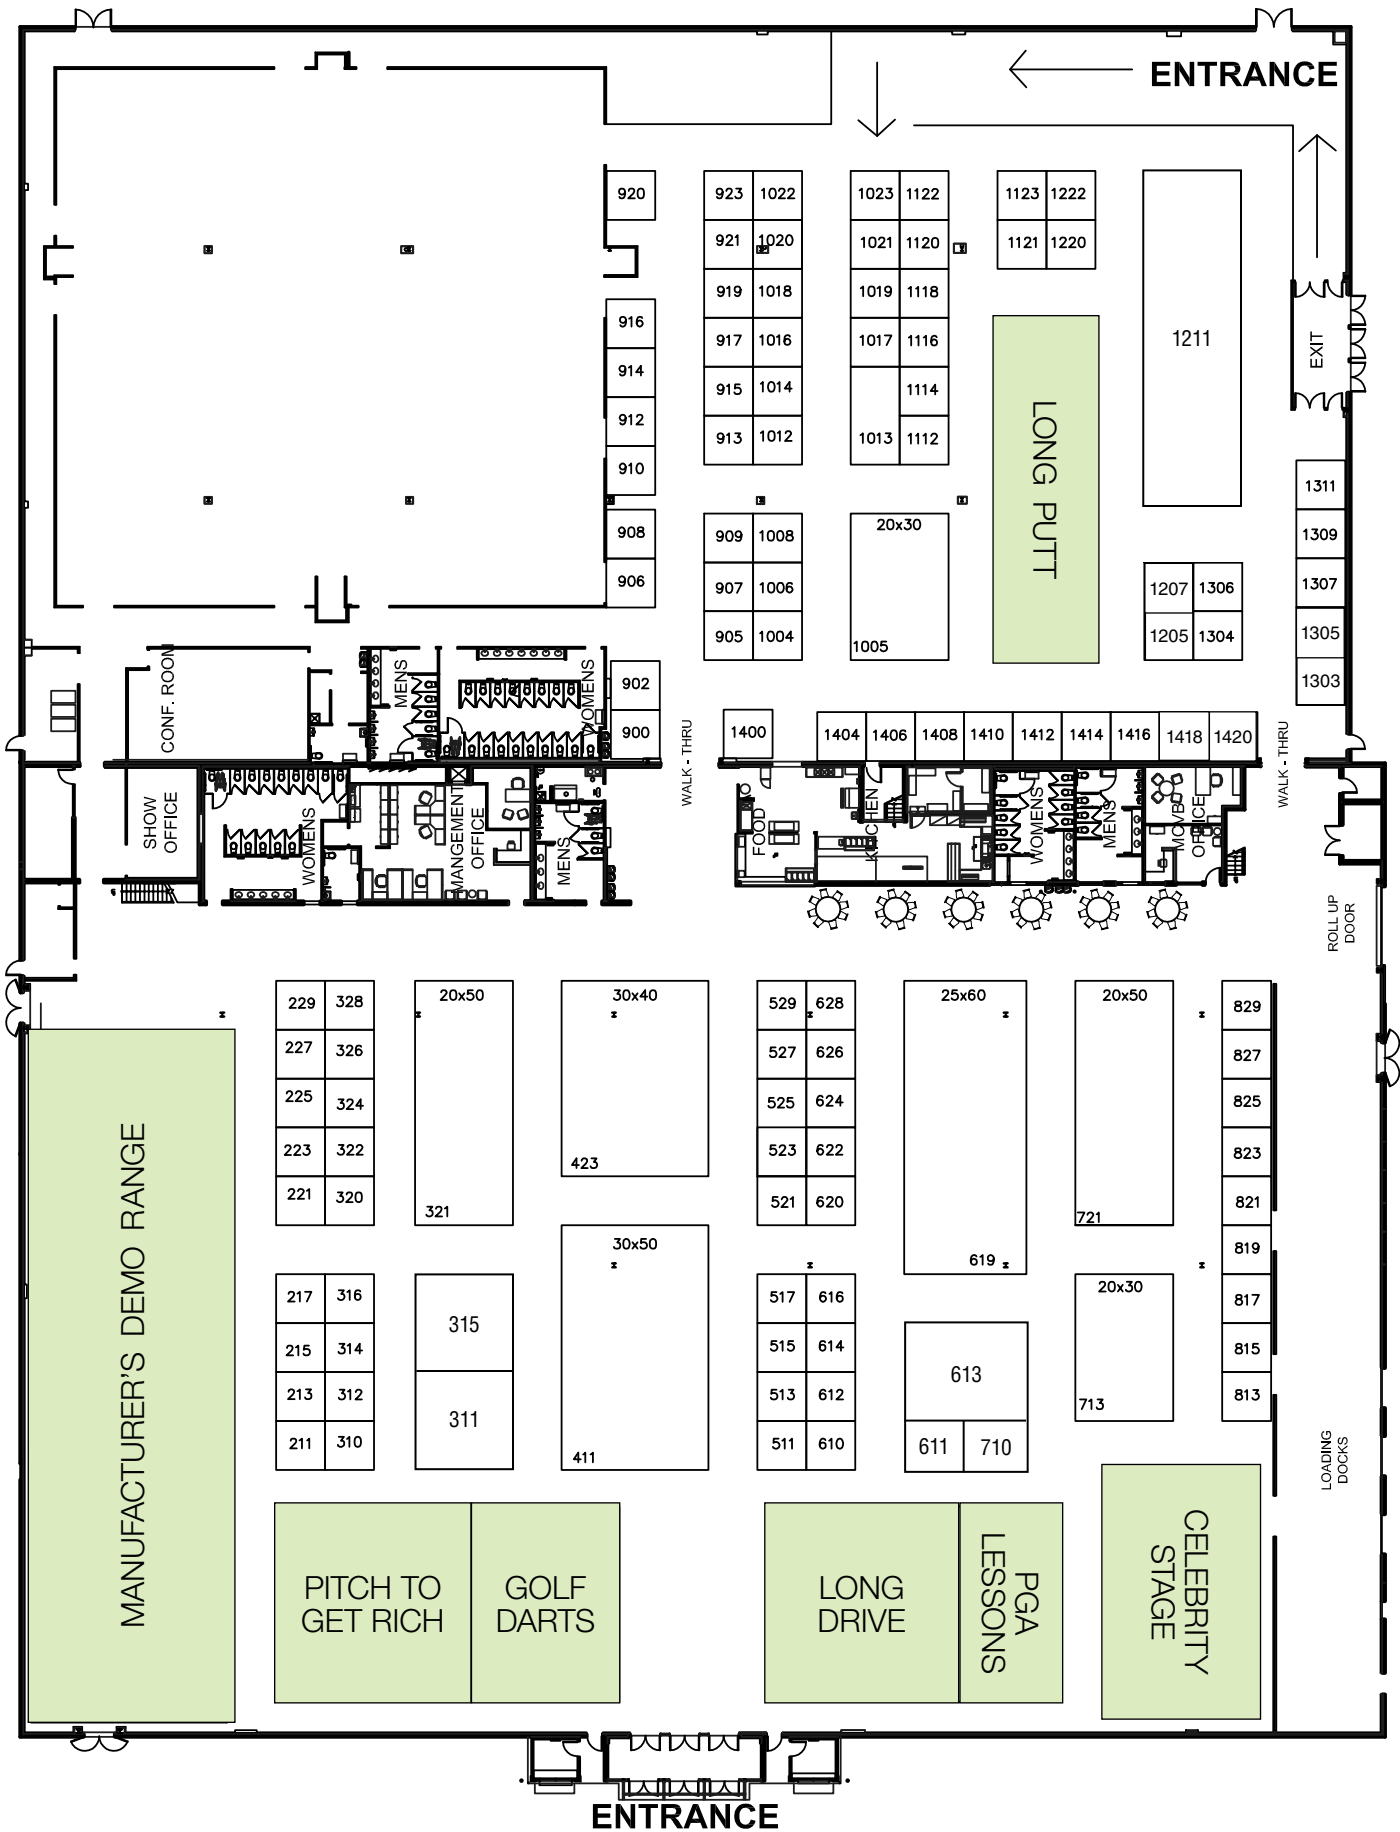 ENTRANCE
920
923 1022
1023 1122
1123 1222
921 1020
1021 1120
1121 1220
919 1018
1019 1118
916
917 1016
1017 1116
1211
EXIT
914
915 1014
1114
912
913 1012
1013 1112
LONG PUTT
910
1311
908
909 1008
20x30
1309
906
907 1006
1207 1306
1307
905 1004
1005
1205 1304
1305
CONF. ROOM
MENS
WOMENS
902
1303
900
WALK - THRU
1400
1404 1406 1408 1410 1412 1414 1416 1418 1420
WALK - THRU
SHOW
OFFICE
WOMENS
MANGEMENT
OFFICE
MENS
FOOD
KITCHEN
WOMENS
MENS
MOVB
OFFICE
ROLL UP
DOOR
229 328
20x50
30x40
529 628
25x60
20x50
829
227 326
527 626
827
225 324
525 624
825
223 322
423
523 622
823
221 320
321
521 620
721
821
30x50
619
819
217 316
315
517 616
20x30
817
215 314
515 614
613
815
213 312
311
513 612
713
813
211 310
411
511 610
611 710
LOADING
DOCKS
MANUFACTURER'S DEMO RANGE
PITCH TO
GET RICH
GOLF
DARTS
LONG
DRIVE
PGA
LESSONS
CELEBRITY
STAGE
ENTRANCE